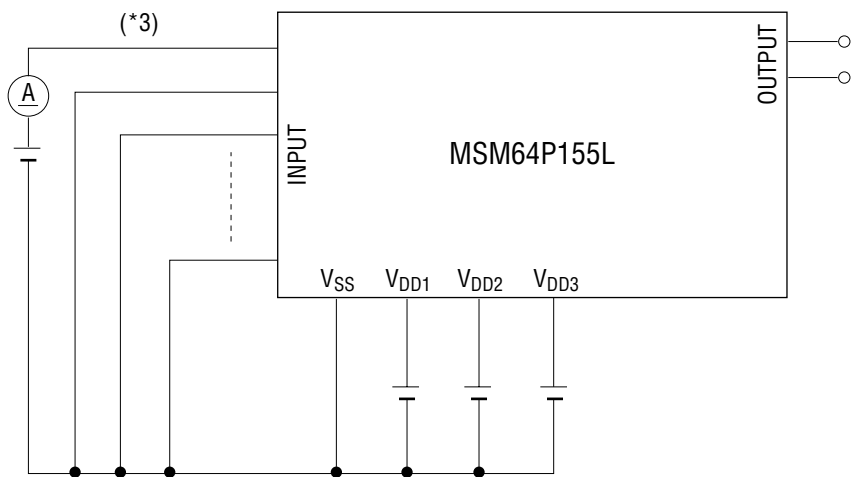 (*3)
A
INPUT
OUTPUT
MSM64P155L
VSS VDD1 VDD2 VDD3